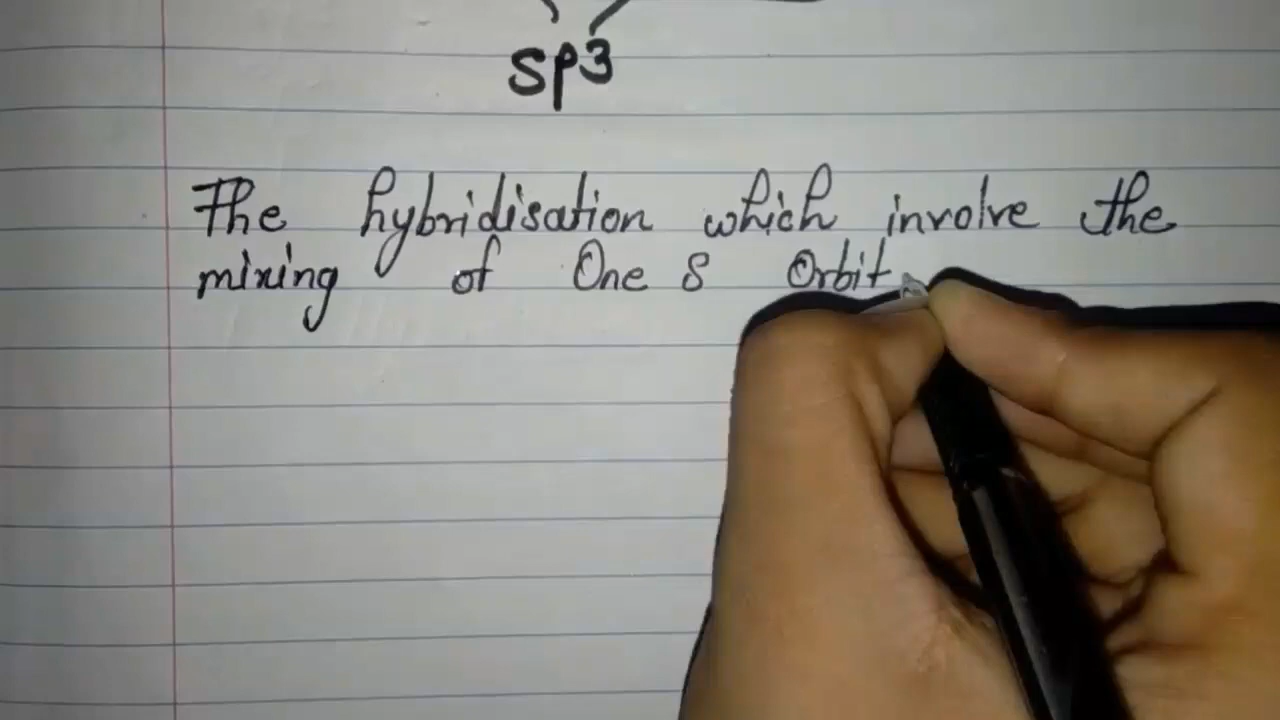 sp3
The hybridisation which involve the
mixing of One S Orbit